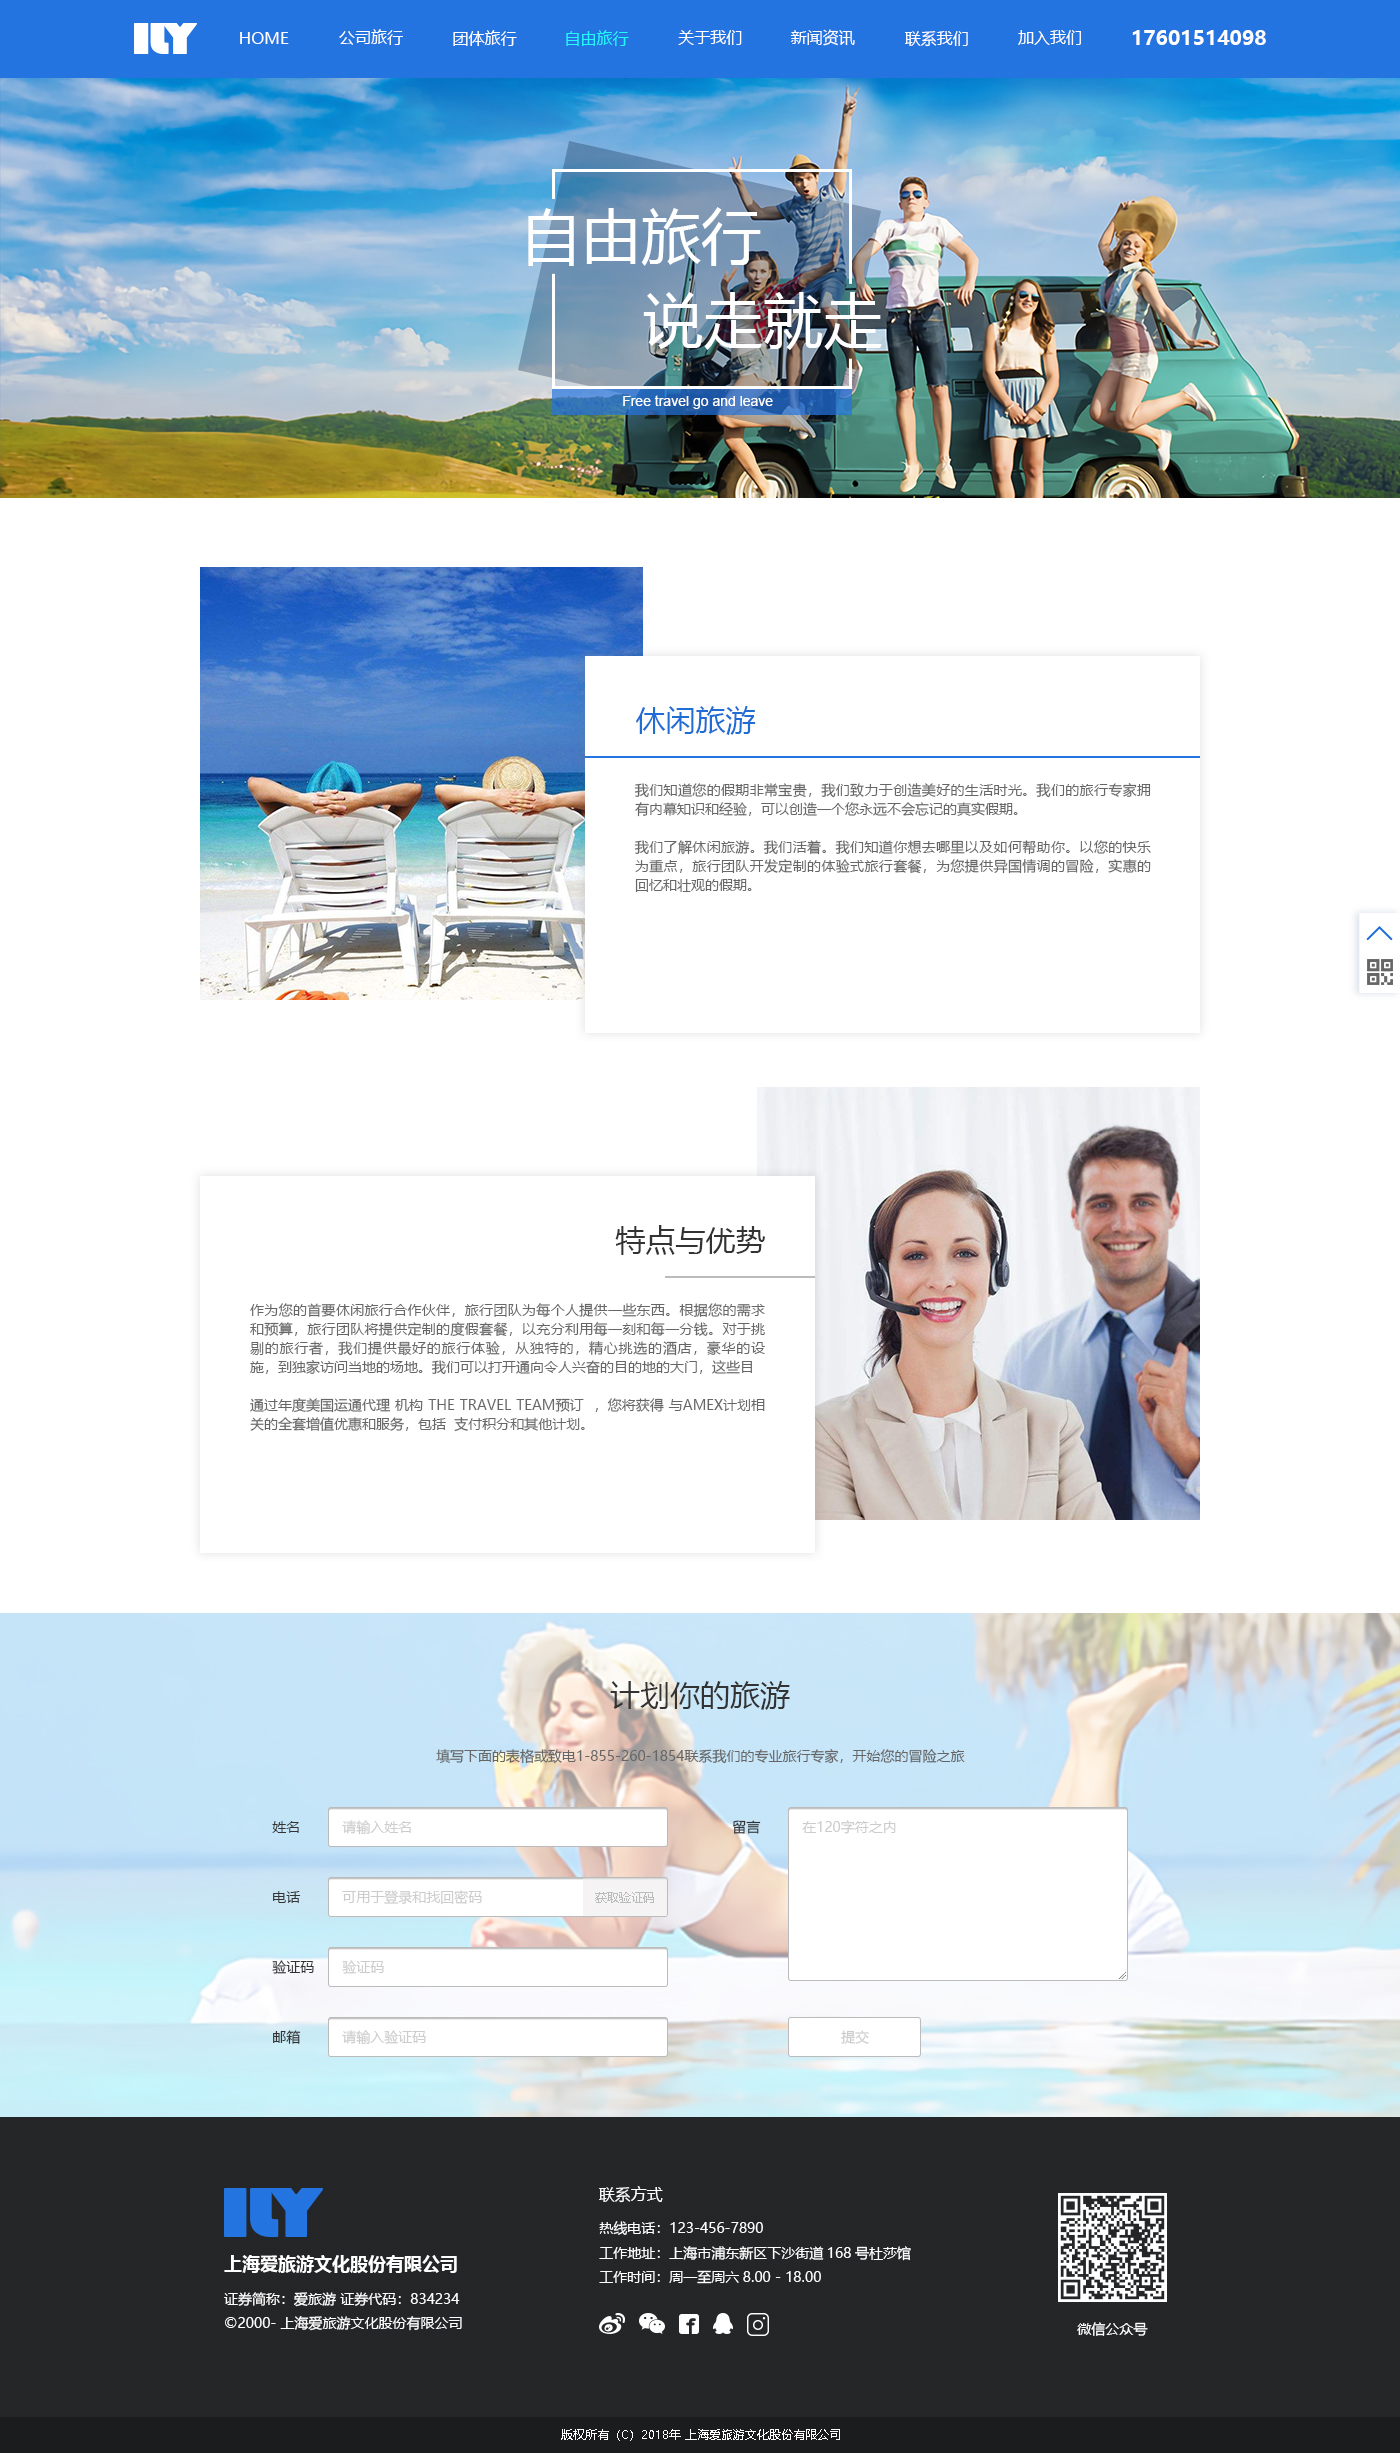 ILY HOME 公司旅行 团体旅行 自由旅行 关于我们 新闻资讯 联系我们 加入我们 17601514098
自由旅行
说走就走
Free travel go and leave
休闲旅游
我们知道您的假期非常宝贵，我们致力于创造美好的生活时光。我们的旅行专家拥
有内幕知识和经验，可以创造一个您永远不会忘记的真实假期。
我们了解休闲旅游。我们活着。我们知道你想去哪里以及如何帮助你。以您的快乐
为重点，旅行团队开发定制的体验式旅行套餐，为您提供异国情调的冒险，实惠的
回忆和壮观的假期。
特点与优势
作为您的首要休闲旅行合作伙伴，旅行团队为每个人提供一些东西。根据您的需求
和预算，旅行团队将提供定制的度假套餐，以充分利用每一刻和每一分钱。对于挑
剔的旅行者，我们提供最好的旅行体验，从独特的，精心挑选的酒店，豪华的设
施，到独家访问当地的场地。我们可以打开通向令人兴奋的目的地的大门，这些目
通过年度美国运通代理 机构 THE TRAVEL TEAM预订 ，您将获得 与AMEX计划相
关的全套增值优惠和服务，包括 支付积分和其他计划。
计划你的旅游
填写下面的表格或致电1-855-260-1854联系我们的专业旅行专家，开始您的冒险之旅
姓名 请输入姓名
电话 可用于登录和找回密码 获取验证码
验证码 验证码
邮箱 请输入验证码
留言 在120字符之内
提交
ILY
上海爱旅游文化股份有限公司
证券简称：爱旅游 证券代码：834234
©2000- 上海爱旅游文化股份有限公司
联系方式
热线电话：123-456-7890
工作地址：上海市浦东新区下沙街道 168 号杜莎馆
工作时间：周一至周六 8.00 - 18.00
微信公众号
版权所有（C）2018年 上海爱旅游文化股份有限公司